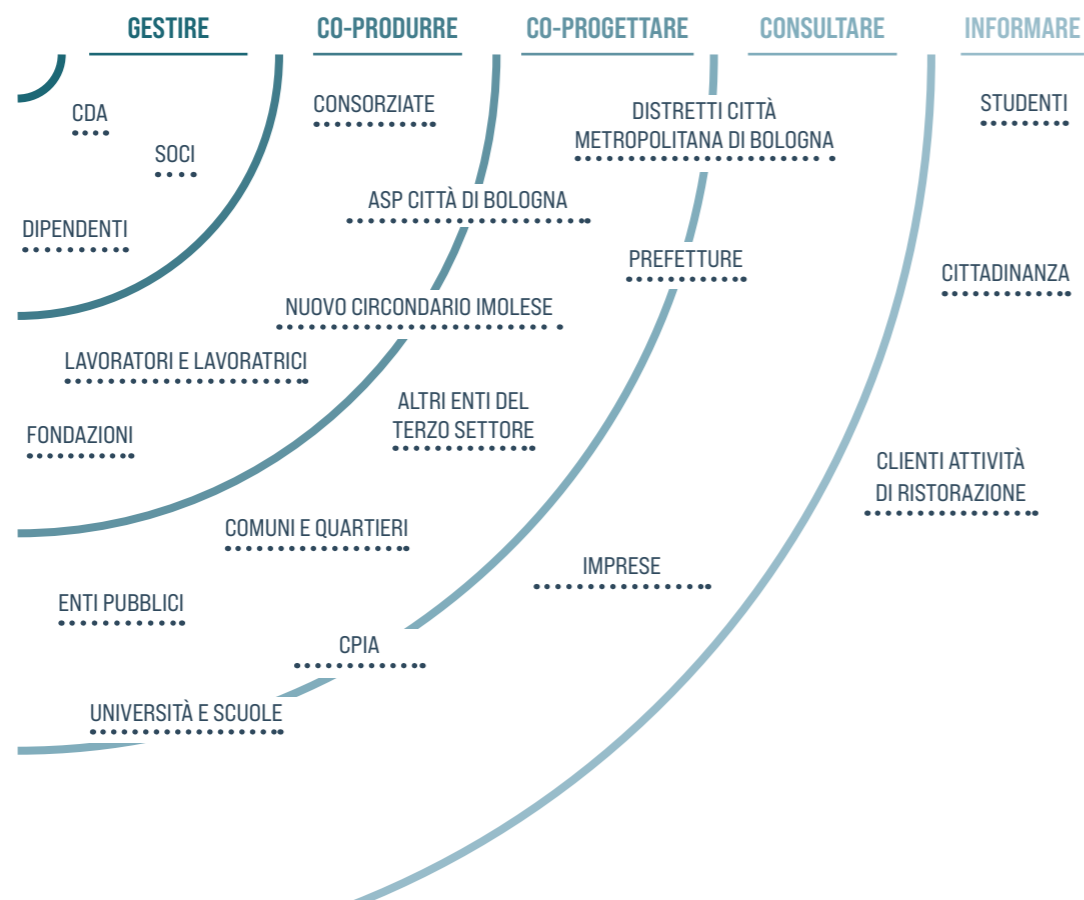 GESTIRE
CO-PRODURRE
CO-PROGETTARE
CONSULTARE
INFORMARE
CDA
SOCI
DIPENDENTI
CONSORZIATE
ASP CITTÀ DI BOLOGNA
NUOVO CIRCONDARIO IMOLESE
LAVORATORI E LAVORATRICI
FONDAZIONI
DISTRETTI CITTÀ
METROPOLITANA DI BOLOGNA
PREFETTURE
ALTRI ENTI DEL
TERZO SETTORE
COMUNI E QUARTIERI
ENTI PUBBLICI
CPIA
UNIVERSITÀ E SCUOLE
IMPRESE
STUDENTI
CITTADINANZA
CLIENTI ATTIVITÀ
DI RISTORAZIONE